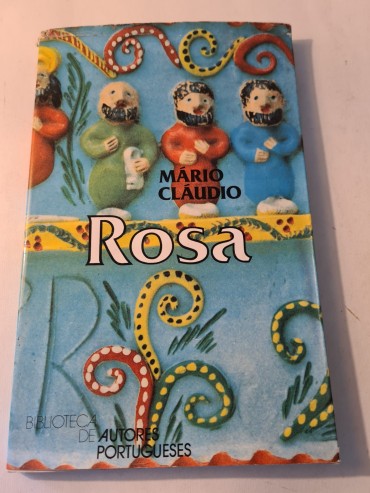 MÁRIO
CLÁUDIO
Rosa
R
BIBLIOTECA
DE AUTORES
PORTUGUESES